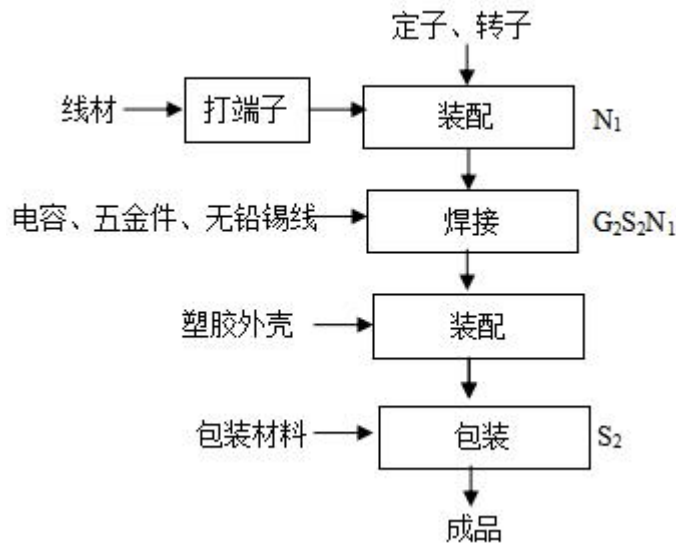 定子、转子
线材
打端子
装配
N₁
电容、五金件、无铅锡线
焊接
G₂S₂N₁
塑胶外壳
装配
包装材料
包装
S₂
成品